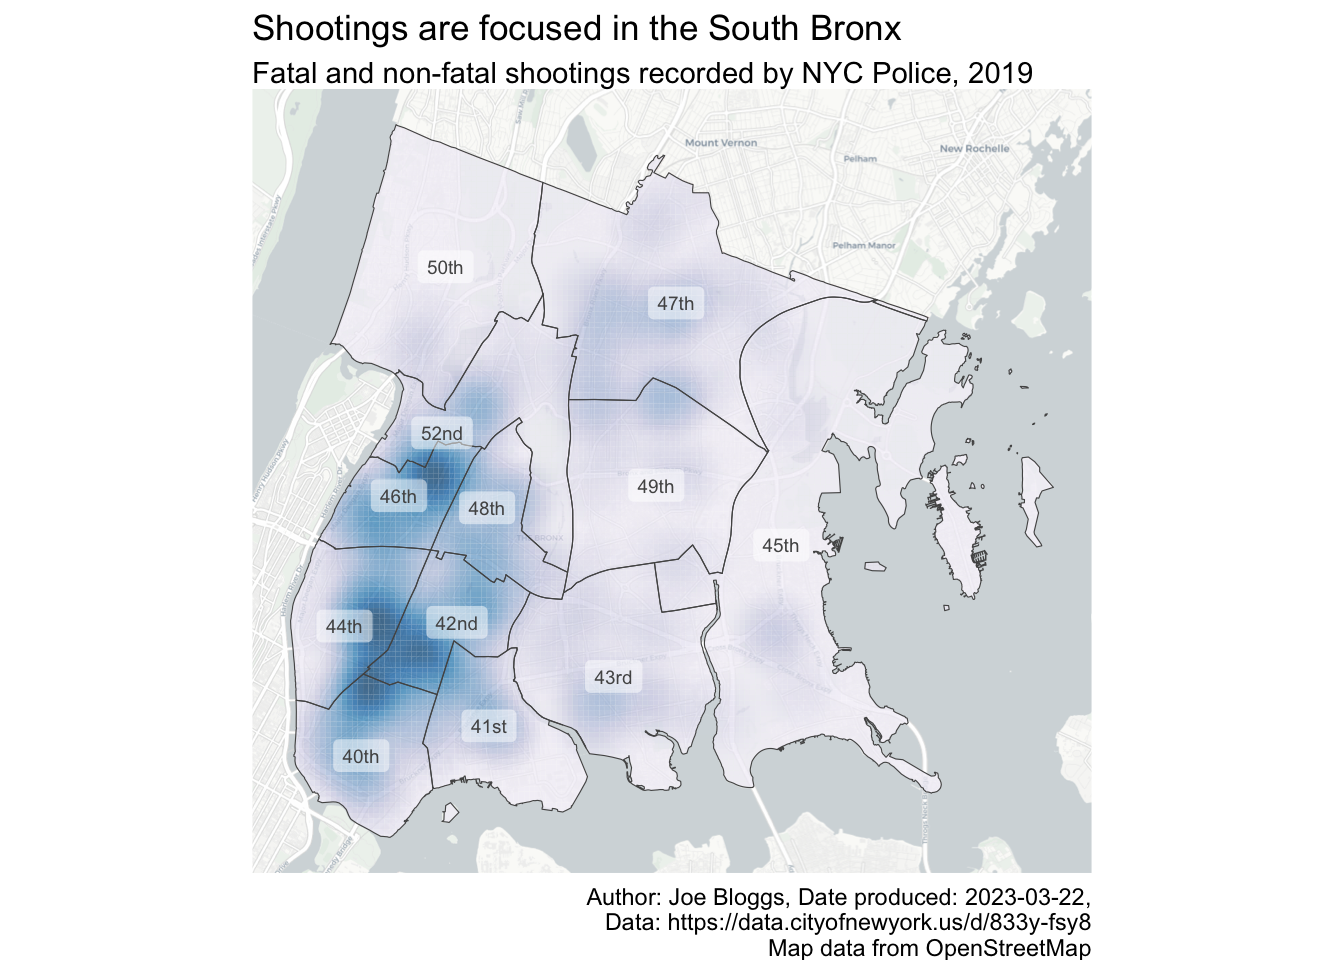 Shootings are focused in the South Bronx
Fatal and non-fatal shootings recorded by NYC Police, 2019
Mount Vernon
New Rochelle
Pelham
Pelham Manor
50th
47th
52nd
46th
48th
49th
THE BRONX
45th
44th
42nd
43rd
41st
40th
Author: Joe Bloggs, Date produced: 2023-03-22,
Data: https://data.cityofnewyork.us/d/833y-fsy8
Map data from OpenStreetMap